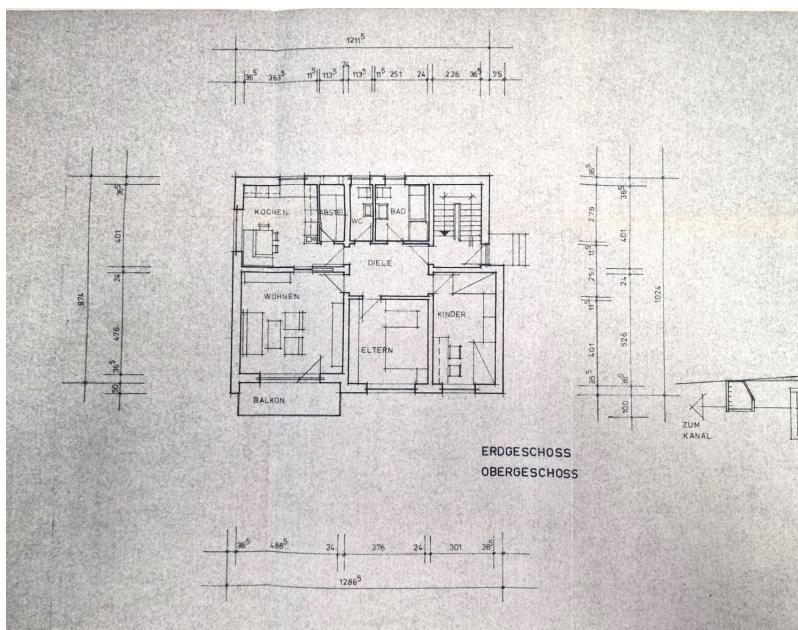 1211⁵
24
36⁵ 363⁵ 11⁵ 113⁵ 113⁵ 11⁵ 251 24 226 36⁵ 75
KOCHEN
ABSTELL
WC
BAD
DIELE
WOHNEN
ELTERN
KINDER
BALKON
974
36⁵
401
24
476
36⁵
50
36⁵
276
11⁵
251
11⁵
401
36⁵
36⁵
401
24
526
36⁵
100
1024
ZUM
KANAL
ERDGESCHOSS
OBERGESCHOSS
36⁵ 488⁵ 24 376 24 301 36⁵
1286⁵